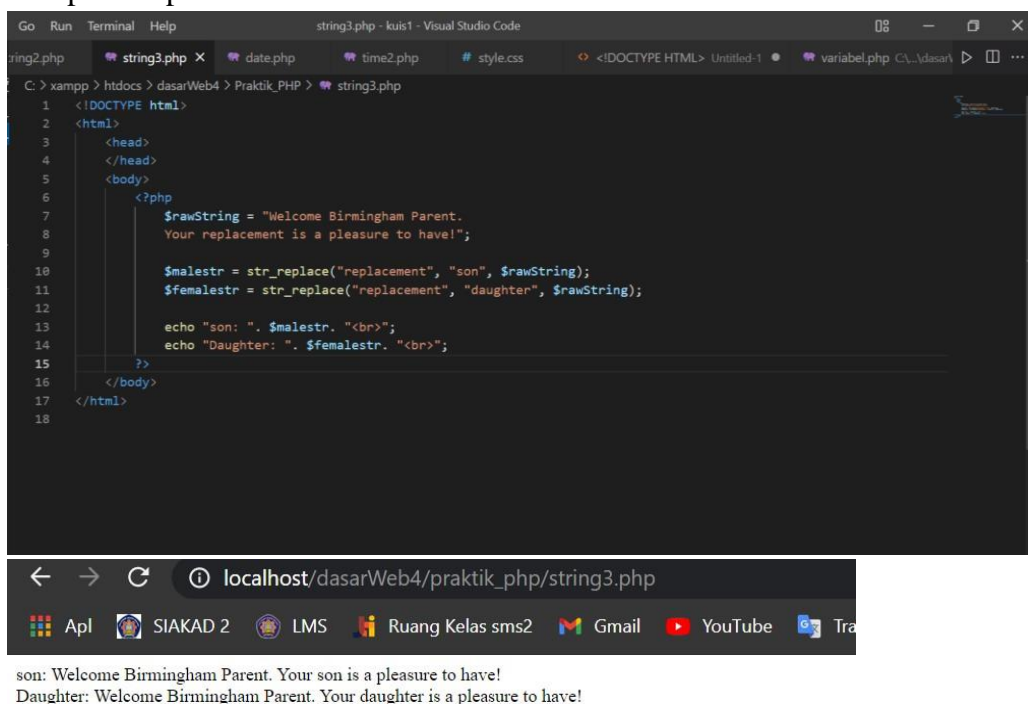 Go Run Terminal Help string3.php - kuis1 - Visual Studio Code
ring2.php string3.php date.php time2.php # style.css <!DOCTYPE HTML> Untitled-1 variabel.php C:\...\dasarW
C: > xampp > htdocs > dasarWeb4 > Praktik_PHP > string3.php
1 <!DOCTYPE html>
2 <html>
3 <head>
4 </head>
5 <body>
6 <?php
7 $rawString = "Welcome Birmingham Parent.
8 Your replacement is a pleasure to have!";
9
10 $malestr = str_replace("replacement", "son", $rawString);
11 $femalestr = str_replace("replacement", "daughter", $rawString);
12
13 echo "son: ". $malestr. "<br>";
14 echo "Daughter: ". $femalestr. "<br>";
15 ?>
16 </body>
17 </html>
18
localhost/dasarWeb4/praktik_php/string3.php
Apl SIAKAD 2 LMS Ruang Kelas sms2 Gmail YouTube Tra
son: Welcome Birmingham Parent. Your son is a pleasure to have!
Daughter: Welcome Birmingham Parent. Your daughter is a pleasure to have!